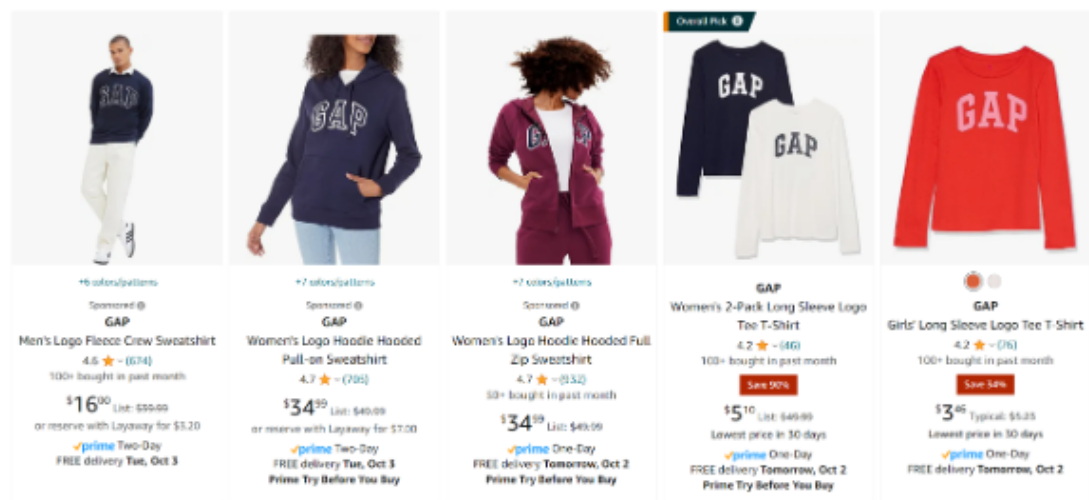 GAP
GAP
GAP
Overall Pick
GAP
GAP
GAP
+6 colors/patterns
Sponsored
GAP
Men's Logo Fleece Crew Sweatshirt
4.6 (674)
100+ bought in past month
$16.00 List: $39.99
or reserve with Layaway for $3.20
prime Two-Day
FREE delivery Tue, Oct 3
+7 colors/patterns
Sponsored
GAP
Women's Logo Hoodie Hooded
Pull-on Sweatshirt
4.7 (705)
$34.99 List: $49.99
or reserve with Layaway for $7.00
prime Two-Day
FREE delivery Tue, Oct 3
Prime Try Before You Buy
+7 colors/patterns
Sponsored
GAP
Women's Logo Hoodie Hooded Full
Zip Sweatshirt
4.7 (932)
50+ bought in past month
$34.99 List: $49.99
prime One-Day
FREE delivery Tomorrow, Oct 2
Prime Try Before You Buy
GAP
Women's 2-Pack Long Sleeve Logo
Tee T-Shirt
4.2 (46)
100+ bought in past month
Save 90%
$5.10 List: $49.99
Lowest price in 30 days
prime One-Day
FREE delivery Tomorrow, Oct 2
Prime Try Before You Buy
GAP
Girls' Long Sleeve Logo Tee T-Shirt
4.2 (76)
100+ bought in past month
Save 34%
$3.46 Typical: $5.23
Lowest price in 30 days
prime One-Day
FREE delivery Tomorrow, Oct 2